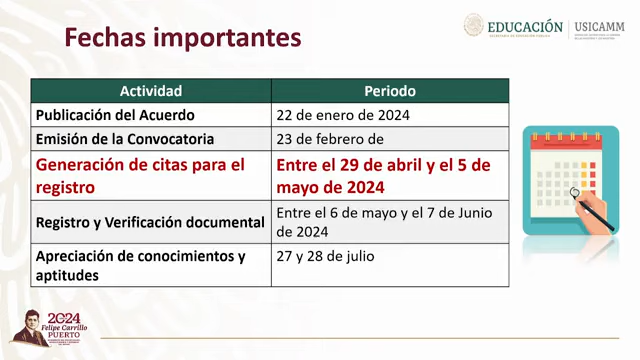 Fechas importantes
EDUCACIÓN
SECRETARÍA DE EDUCACIÓN PÚBLICA
USICAMM
Actividad Periodo
Publicación del Acuerdo 22 de enero de 2024
Emisión de la Convocatoria 23 de febrero de
Generación de citas para el registro Entre el 29 de abril y el 5 de mayo de 2024
Registro y Verificación documental Entre el 6 de mayo y el 7 de Junio de 2024
Apreciación de conocimientos y aptitudes 27 y 28 de julio
2024
Felipe Carrillo
PUERTO